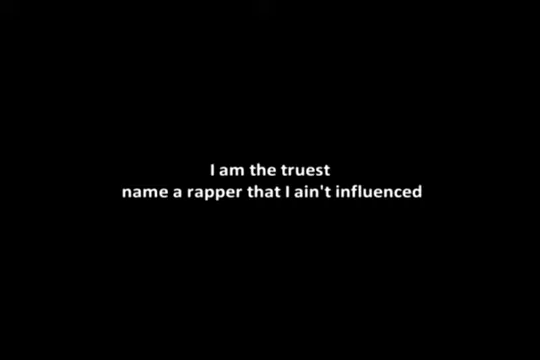 I am the truest
name a rapper that I ain't influenced